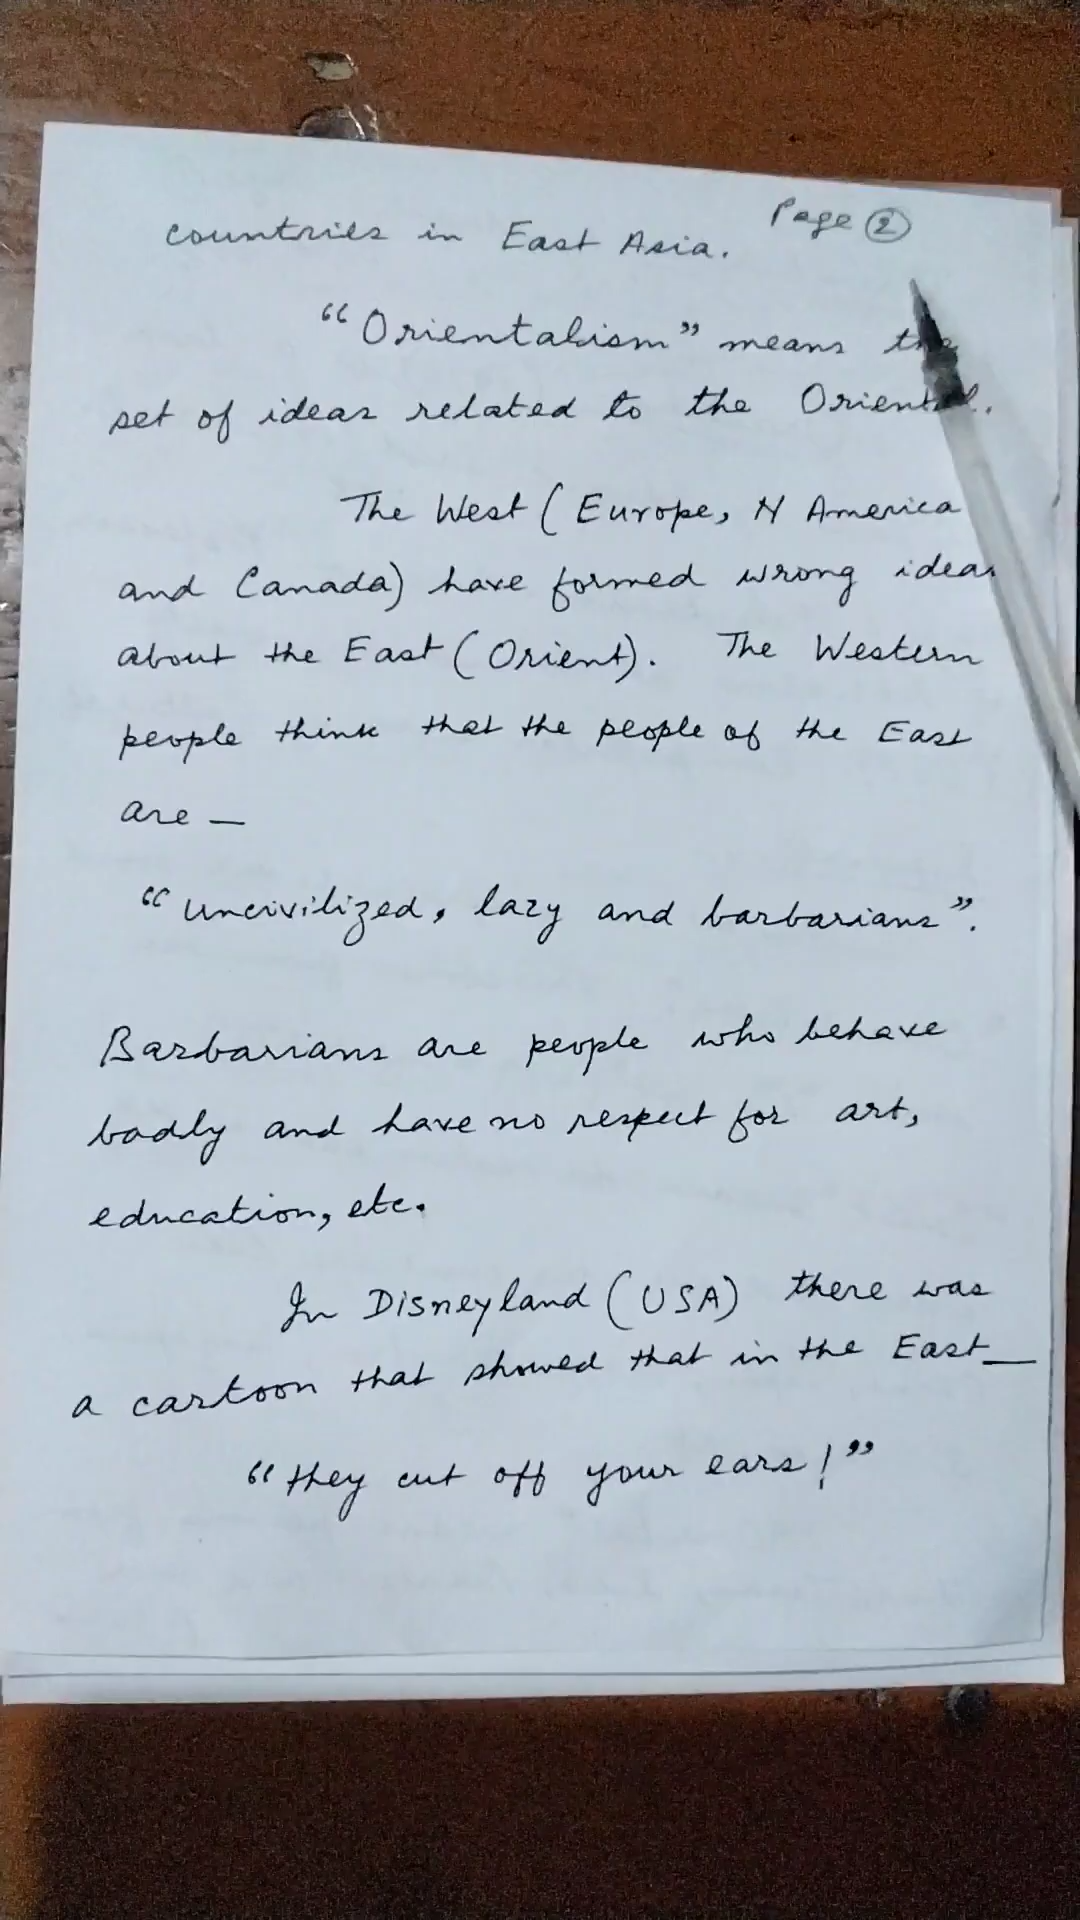 Page 2
countries in East Asia.
"Orientalism" means the
set of ideas related to the Oriental.
The West (Europe, N America
and Canada) have formed wrong ideas
about the East (Orient). The Western
people think that the people of the East
are —
"uncivilized, lazy and barbarians".
Barbarians are people who behave
badly and have no respect for art,
education, etc.
In Disneyland (USA) there was
a cartoon that showed that in the East —
"they cut off your ears!"